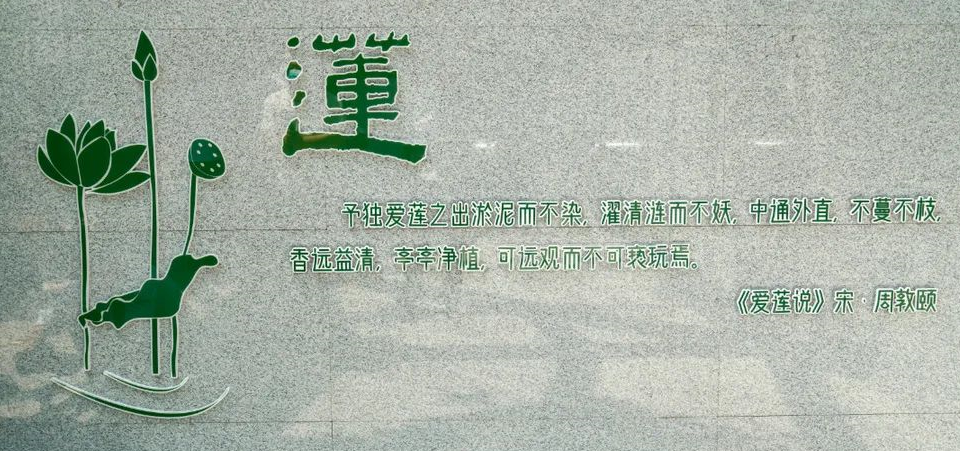 蓮
予独爱莲之出淤泥而不染, 濯清涟而不妖, 中通外直, 不蔓不枝,
香远益清, 亭亭净植, 可远观而不可亵玩焉。
《爱莲说》宋·周敦颐